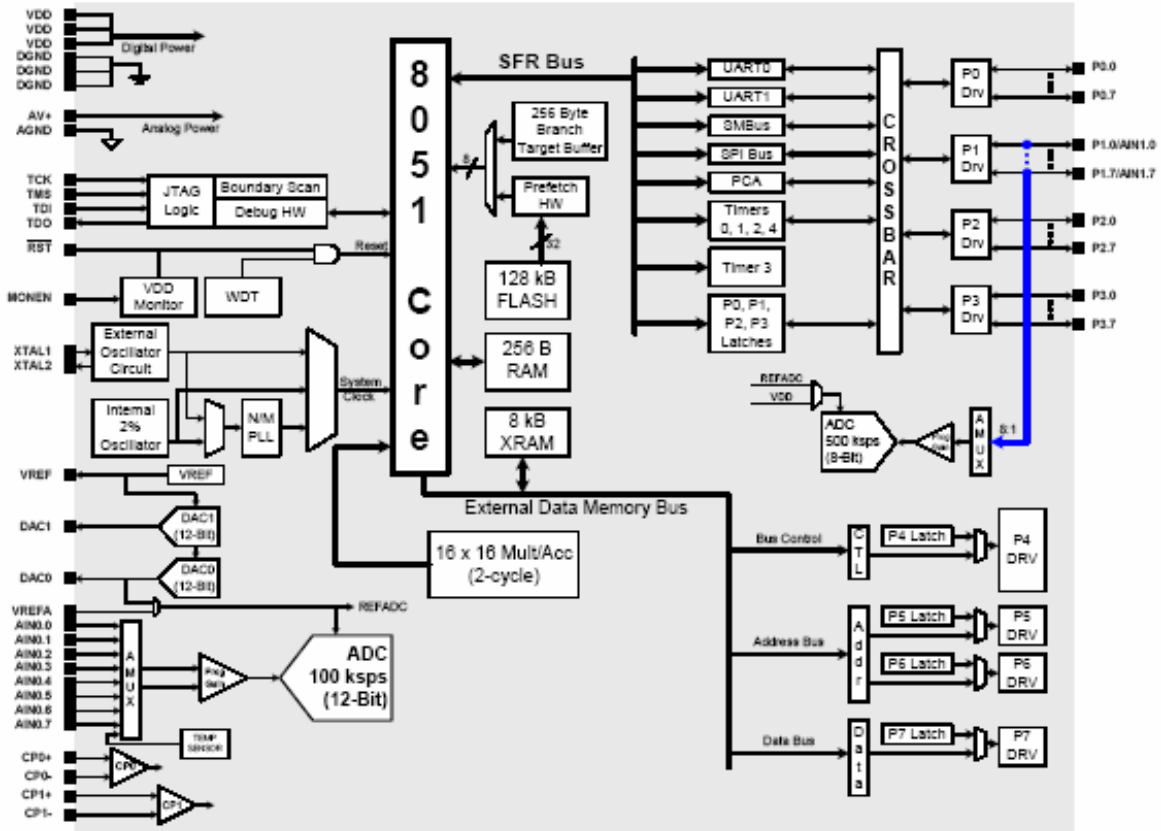 VDD
VDD
VDD
Digital Power
DGND
DGND
DGND
AV+
Analog Power
AGND
TCK
TMS
TDI
TDO
JTAG
Logic
Boundary Scan
Debug HW
RST
Reset
MONEN
VDD
Monitor
WDT
XTAL1
XTAL2
External
Oscillator
Circuit
Internal
2%
Oscillator
N/M
PLL
System
Clock
VREF
VREF
DAC1
DAC1
(12-Bit)
DAC0
DAC0
(12-Bit)
VREFA
REFADC
AIN0.0
AIN0.1
AIN0.2
AIN0.3
AIN0.4
AIN0.5
AIN0.6
AIN0.7
AMUX
Prog
Gain
ADC
100 ksps
(12-Bit)
TEMP
SENSOR
CP0+
CP0-
CP0
CP1+
CP1-
CP1
8051 Core
SFR Bus
8
256 Byte
Branch
Target Buffer
Prefetch
HW
32
128 kB
FLASH
256 B
RAM
8 kB
XRAM
External Data Memory Bus
16 x 16 Mult/Acc
(2-cycle)
UART0
UART1
SMBus
SPI Bus
PCA
Timers
0, 1, 2, 4
Timer 3
P0, P1,
P2, P3
Latches
CROSSBAR
P0
Drv
P0.0
P0.7
P1
Drv
P1.0/AIN1.0
P1.7/AIN1.7
P2
Drv
P2.0
P2.7
P3
Drv
P3.0
P3.7
REFADC
VDD
ADC
500 ksps
(8-Bit)
Prog
Gain
AMUX
8:1
Bus Control
CTL
P4 Latch
P4
DRV
Address Bus
Addr
P5 Latch
P5
DRV
P6 Latch
P6
DRV
Data Bus
Data
P7 Latch
P7
DRV